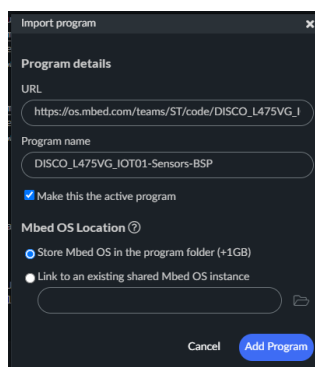 Import program
Program details
URL
https://os.mbed.com/teams/ST/code/DISCO_L475VG_I
Program name
DISCO_L475VG_IOT01-Sensors-BSP
Make this the active program
Mbed OS Location
Store Mbed OS in the program folder (+1GB)
Link to an existing shared Mbed OS instance
Cancel Add Program